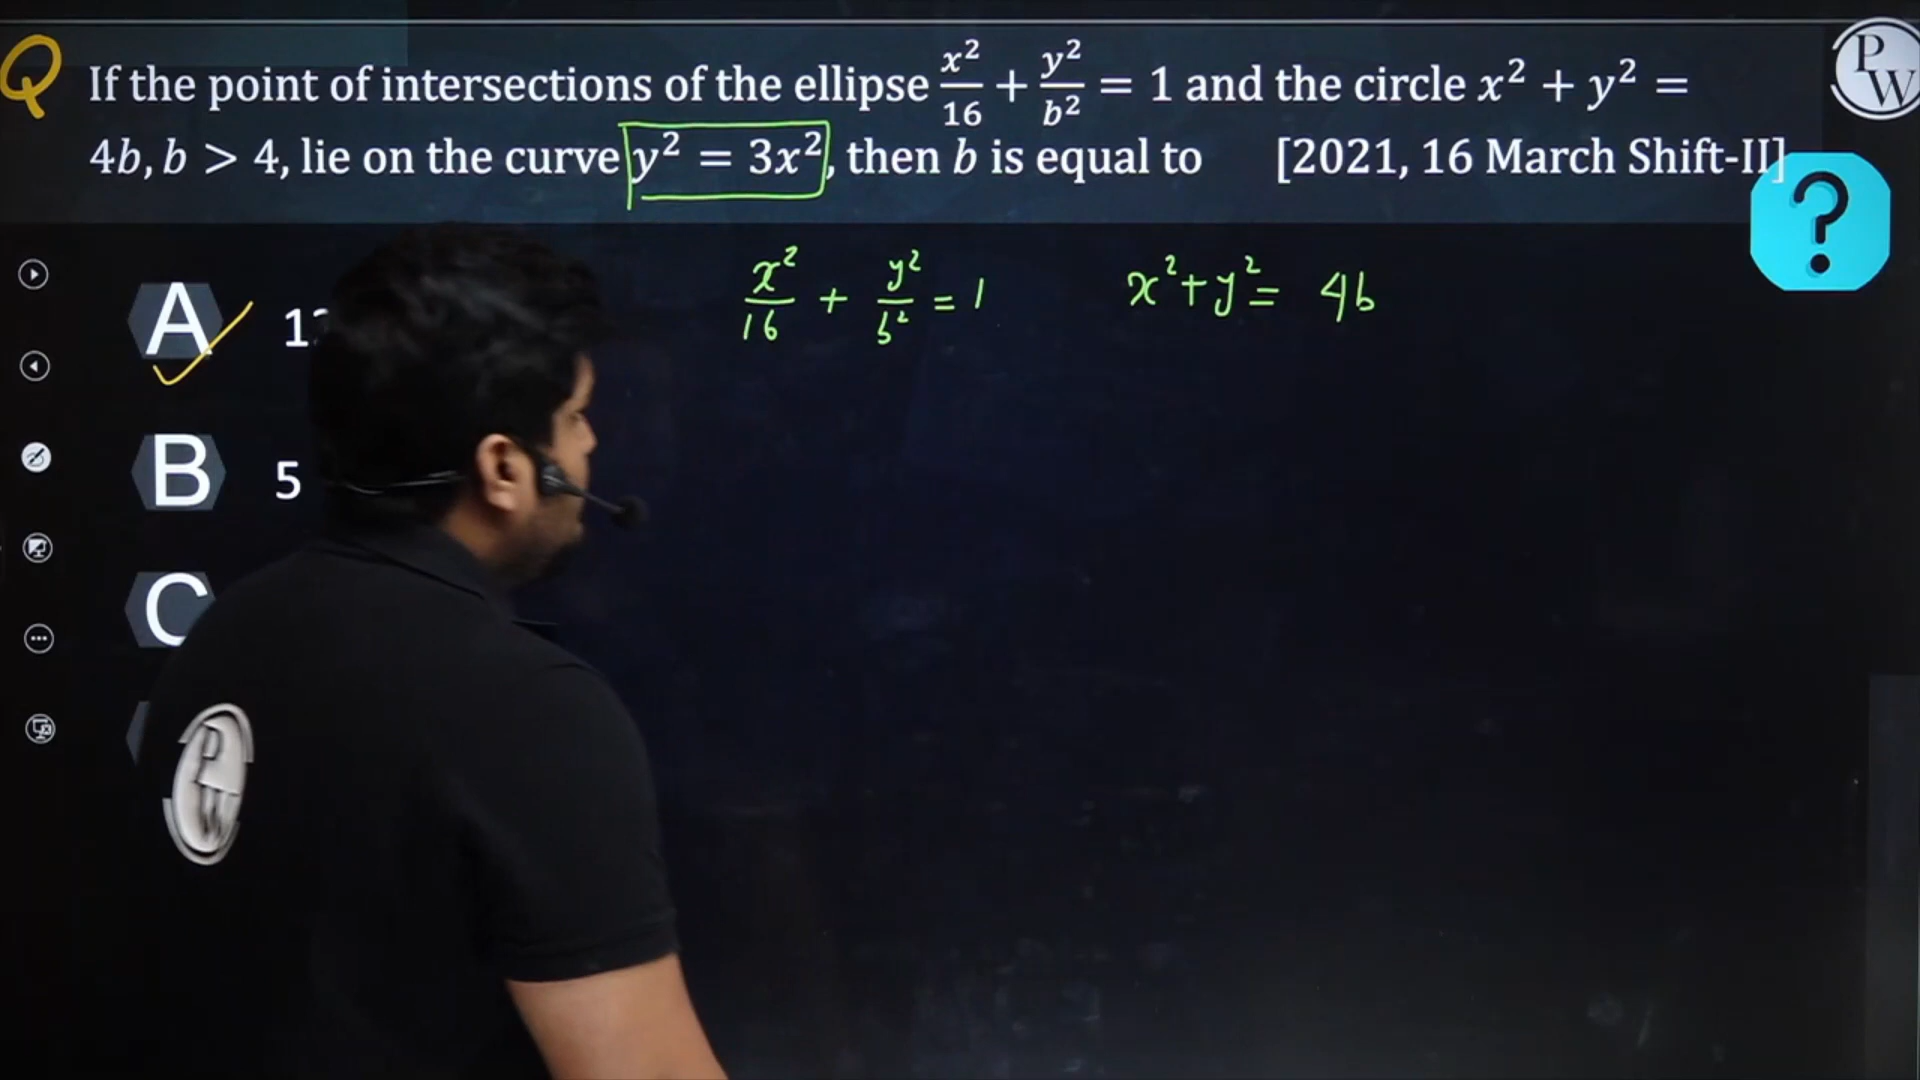 Q If the point of intersections of the ellipse x²/16 + y²/b² = 1 and the circle x² + y² =
4b, b > 4, lie on the curve y² = 3x², then b is equal to [2021, 16 March Shift-II]
PW
?
x²/16 + y²/b² = 1 x² + y² = 4b
A
B 5
C
PW